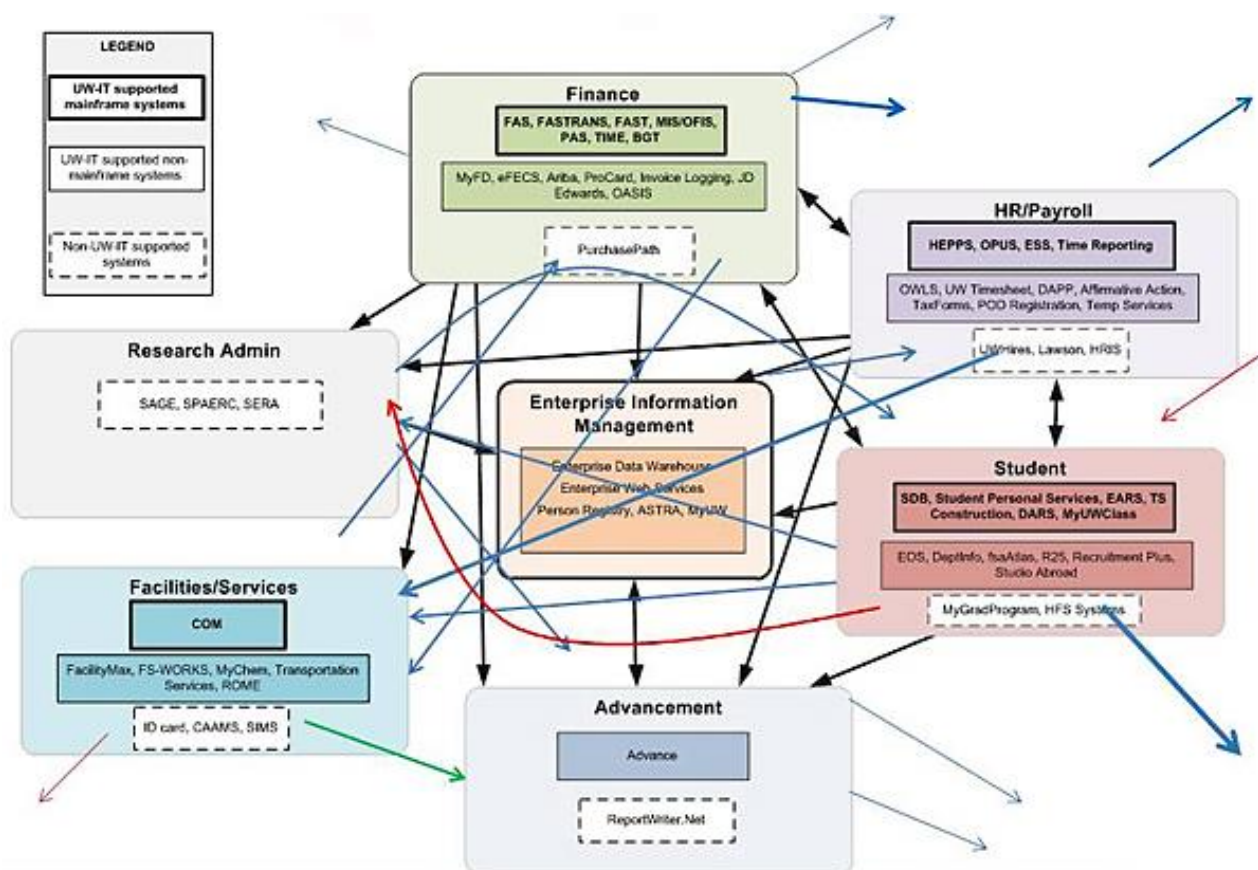 LEGEND
UW-IT supported
mainframe systems
UW-IT supported non-
mainframe systems
Non-UW-IT supported
systems
Finance
FAS, FASTRANS, FAST, MIS/OFIS,
PAS, TIME, BGT
MyFD, eFECS, Ariba, ProCard, Invoice Logging, JD
Edwards, OASIS
PurchasePath
HR/Payroll
HEPPS, OPUS, ESS, Time Reporting
OWLS, UW Timesheet, DAPP, Affirmative Action,
TaxForms, POD Registration, Temp Services
UWHires, Lawson, HRIS
Research Admin
SAGE, SPAERC, SERA
Enterprise Information
Management
Enterprise Data Warehouse
Enterprise Web Services
Person Registry, ASTRA, MyUW
Student
SDB, Student Personal Services, EARS, TS
Construction, DARS, MyUWClass
EOS, DeptInfo, fsaAtlas, R25, Recruitment Plus,
Studio Abroad
MyGradProgram, HFS Systems
Facilities/Services
COM
FacilityMax, FS-WORKS, MyChem, Transportation
Services, ROME
ID card, CAAMS, SIMS
Advancement
Advance
ReportWriter.Net